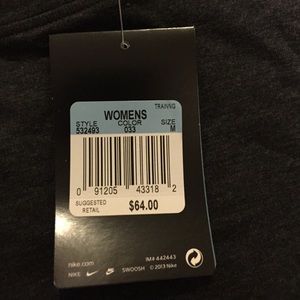 TRAINING
WOMENS
STYLE COLOR SIZE
532493 033 M
0 91205 43318 2
SUGGESTED
RETAIL $64.00
nike.com IM# 442443
NIKE SWOOSH © 2013 Nike